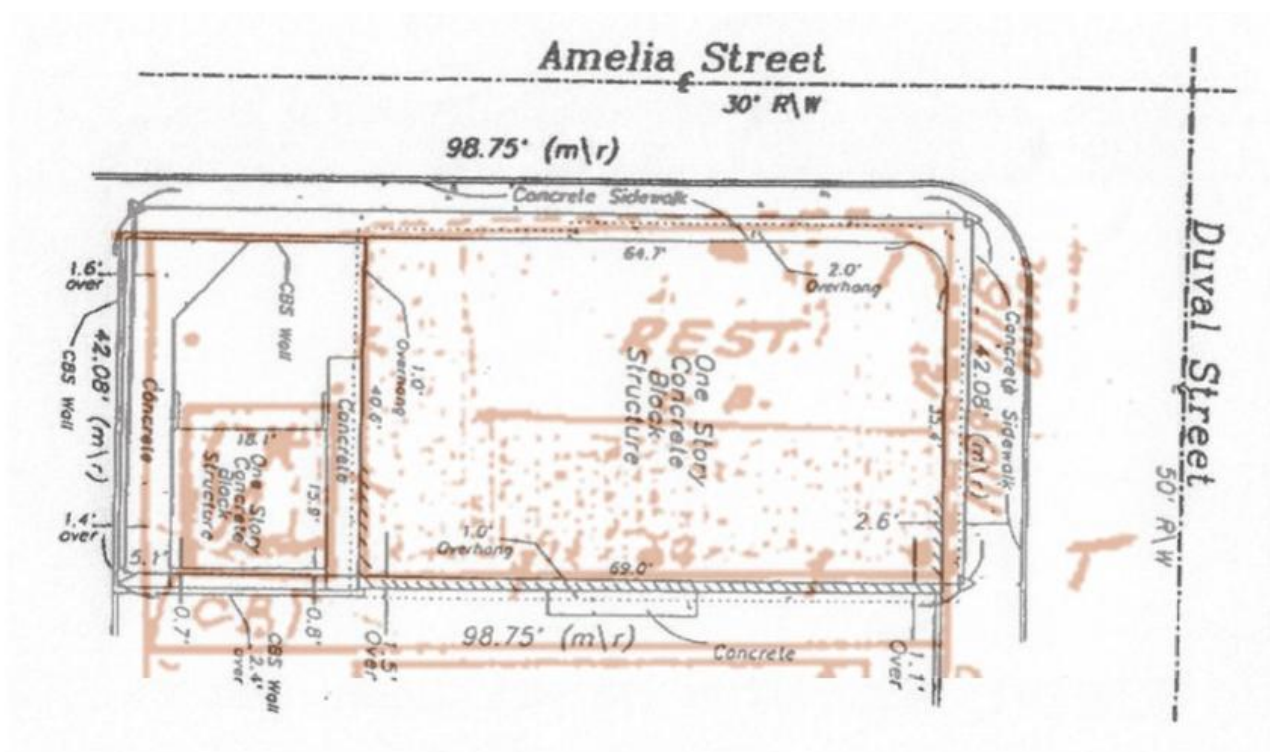 Amelia Street
30' R\W
98.75' (m\r)
Concrete Sidewalk
64.7'
2.0'
Overhang
1.6'
over
CBS Wall
CBS Wall
42.08' (m\r)
Concrete
1.0'
Overhang
40.6'
Concrete
REST.
One Story
Concrete
Block
Structure
B.
42.08' (m\r)
Concrete Sidewalk
Duval Street
50' R\W
18.1'
One Story
Concrete
Block
Structure
15.8'
1.4'
over
5.1'
2.6'
1.0'
Overhang
69.0'
0.7'
(C.B.)
0.8'
CBS Wall
2.4'
over
1.5'
Over
98.75' (m\r)
Concrete
1.1'
Over